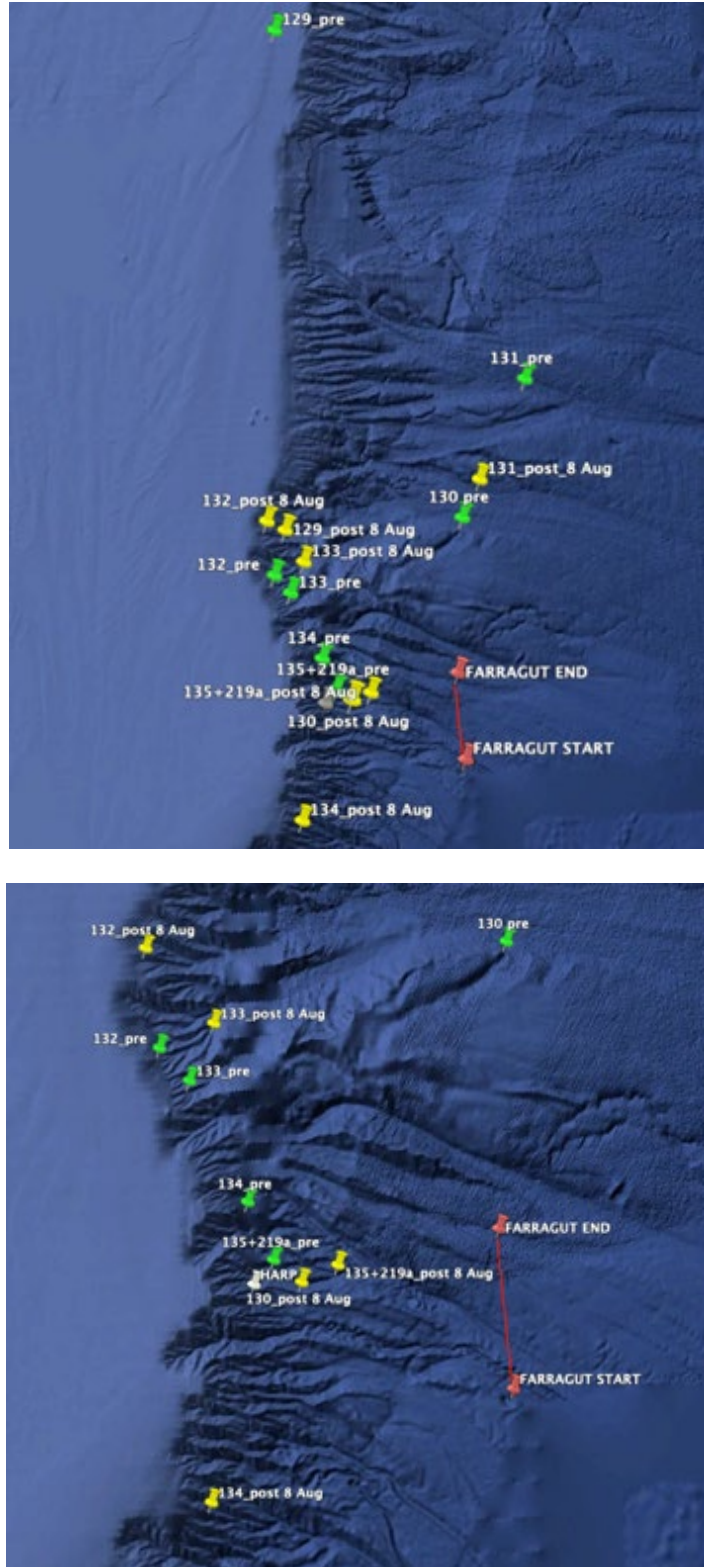 129_pre
131_pre
131_post_8 Aug
132_post 8 Aug
130 pre
129_post 8 Aug
133_post 8 Aug
132_pre
133_pre
134_pre
135+219a_pre
FARRAGUT END
135+219a_post 8 Aug
130_post 8 Aug
FARRAGUT START
134_post 8 Aug
132_post 8 Aug
130 pre
133_post 8 Aug
132_pre
133_pre
134_pre
FARRAGUT END
135+219a_pre
HARP
135+219a_post 8 Aug
130_post 8 Aug
FARRAGUT START
134_post 8 Aug